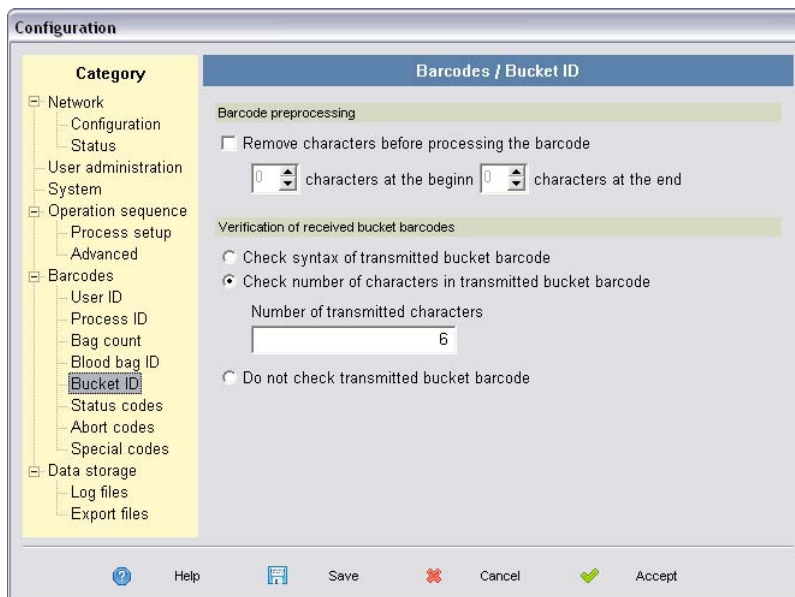 Configuration
Category
Network
Configuration
Status
User administration
System
Operation sequence
Process setup
Advanced
Barcodes
User ID
Process ID
Bag count
Blood bag ID
Bucket ID
Status codes
Abort codes
Special codes
Data storage
Log files
Export files
Barcodes / Bucket ID
Barcode preprocessing
Remove characters before processing the barcode
0 characters at the beginn 0 characters at the end
Verification of received bucket barcodes
Check syntax of transmitted bucket barcode
Check number of characters in transmitted bucket barcode
Number of transmitted characters
6
Do not check transmitted bucket barcode
Help Save Cancel Accept